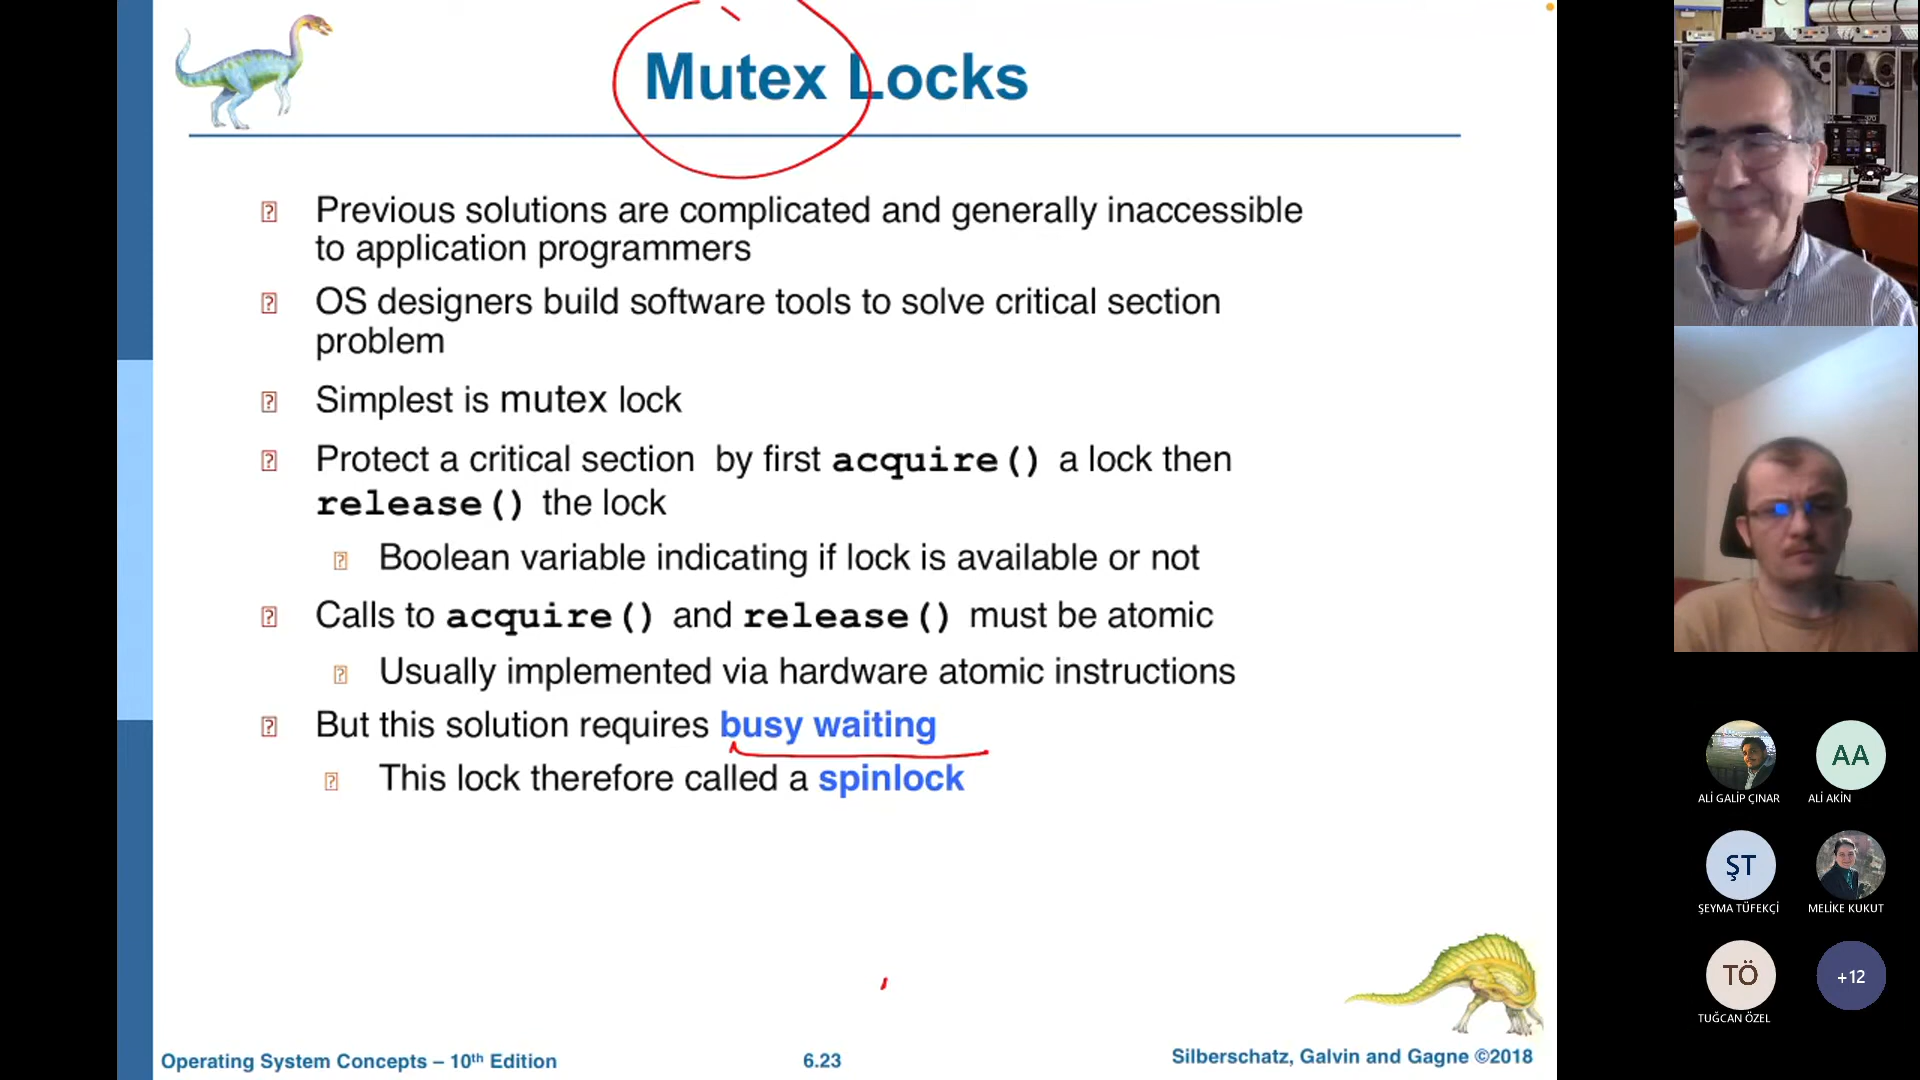 Mutex Locks
Previous solutions are complicated and generally inaccessible
to application programmers
OS designers build software tools to solve critical section
problem
Simplest is mutex lock
Protect a critical section by first acquire() a lock then
release() the lock
Boolean variable indicating if lock is available or not
Calls to acquire() and release() must be atomic
Usually implemented via hardware atomic instructions
But this solution requires busy waiting
This lock therefore called a spinlock
Operating System Concepts – 10th Edition
6.23
Silberschatz, Galvin and Gagne ©2018
AA
ALİ GALİP ÇINAR
ALİ AKİN
ŞT
ŞEYMA TÜFEKÇİ
MELİKE KUKUT
TÖ
+12
TUĞCAN ÖZEL